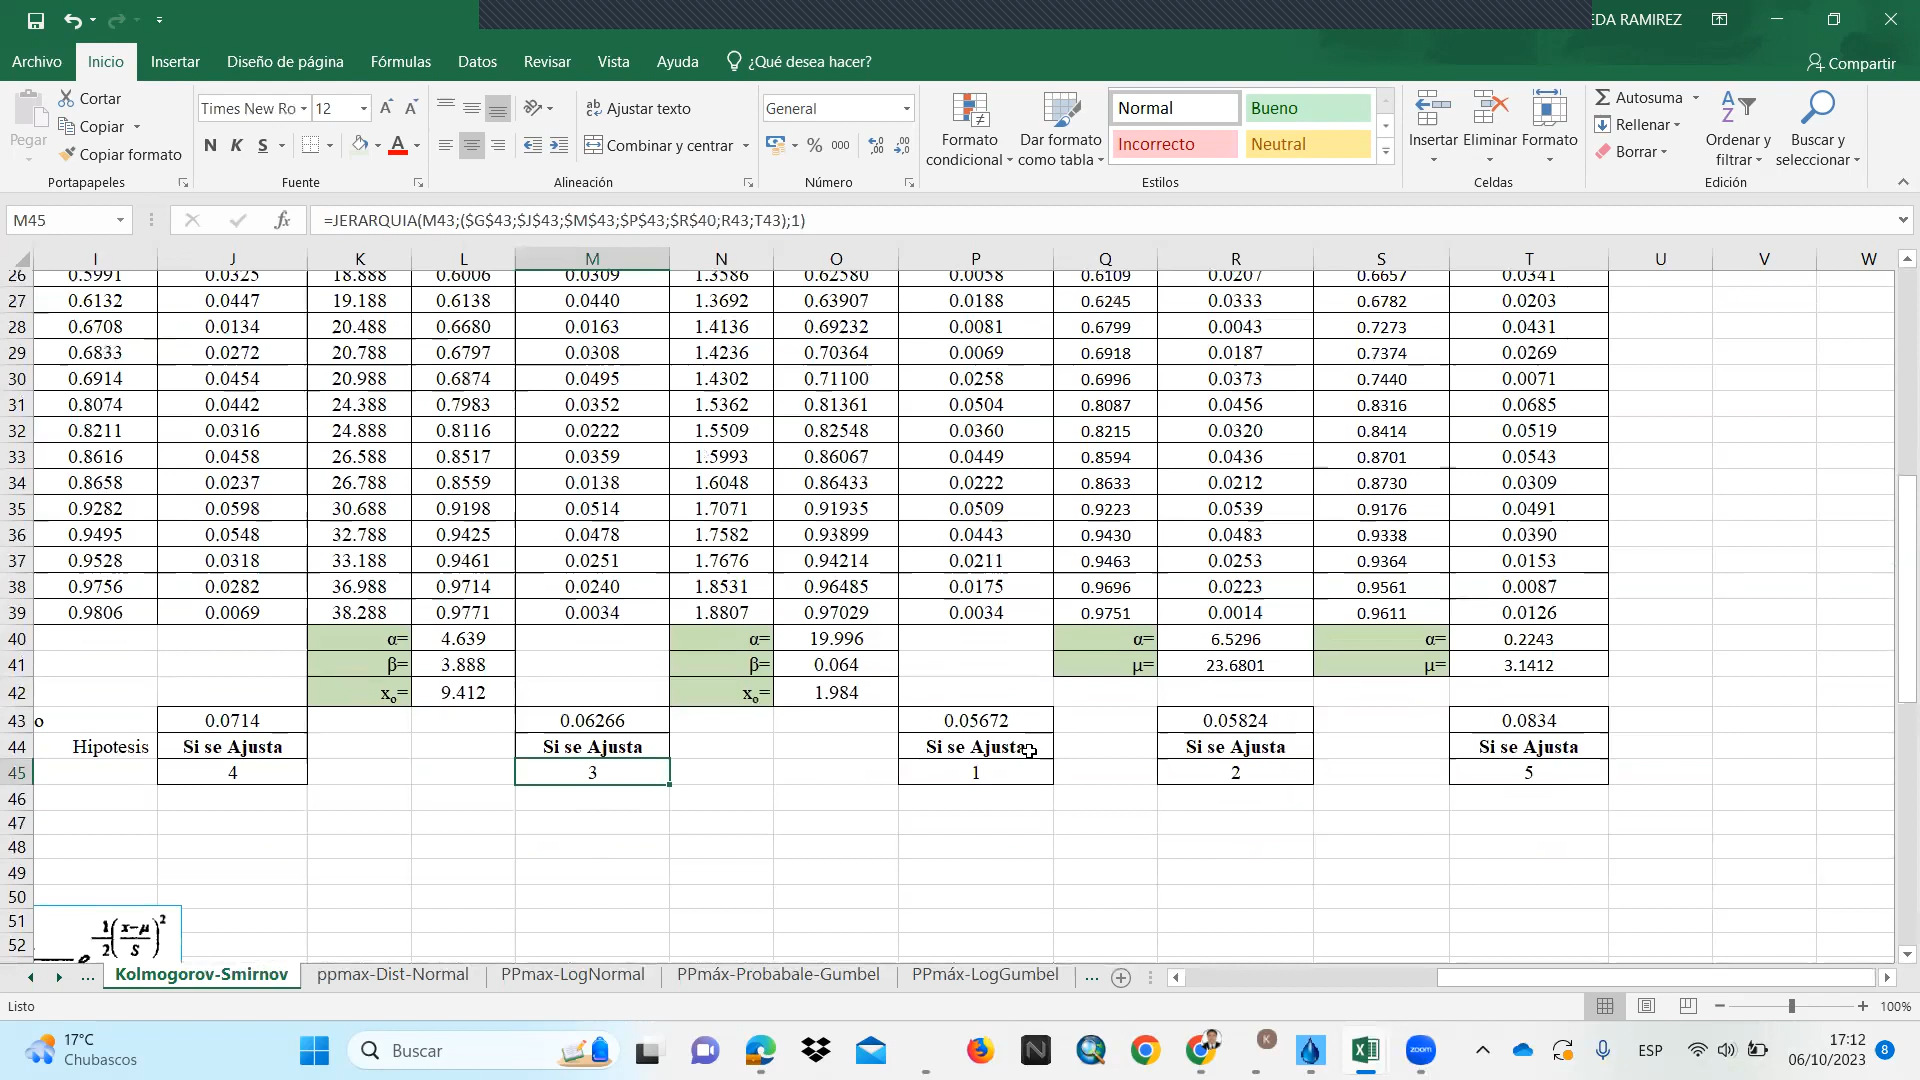 EDA RAMIREZ
Archivo Inicio Insertar Diseño de página Fórmulas Datos Revisar Vista Ayuda ¿Qué desea hacer? Compartir
Pegar
Cortar
Copiar
Copiar formato
Portapapeles
Times New Ro 12
N K S
Fuente
Ajustar texto
Combinar y centrar
Alineación
General
% 000
Número
Formato condicional
Dar formato como tabla
Normal Bueno
Incorrecto Neutral
Estilos
Insertar Eliminar Formato
Celdas
Autosuma
Rellenar
Borrar
Ordenar y filtrar
Buscar y seleccionar
Edición
M45 fx =JERARQUIA(M43;($G$43;$J$43;$M$43;$P$43;$R$40;R43;T43);1)
I J K L M N O P Q R S T U V W
26 0.5991 0.0325 18.888 0.6006 0.0309 1.3586 0.62580 0.0058 0.6109 0.0207 0.6657 0.0341
27 0.6132 0.0447 19.188 0.6138 0.0440 1.3692 0.63907 0.0188 0.6245 0.0333 0.6782 0.0203
28 0.6708 0.0134 20.488 0.6680 0.0163 1.4136 0.69232 0.0081 0.6799 0.0043 0.7273 0.0431
29 0.6833 0.0272 20.788 0.6797 0.0308 1.4236 0.70364 0.0069 0.6918 0.0187 0.7374 0.0269
30 0.6914 0.0454 20.988 0.6874 0.0495 1.4302 0.71100 0.0258 0.6996 0.0373 0.7440 0.0071
31 0.8074 0.0442 24.388 0.7983 0.0352 1.5362 0.81361 0.0504 0.8087 0.0456 0.8316 0.0685
32 0.8211 0.0316 24.888 0.8116 0.0222 1.5509 0.82548 0.0360 0.8215 0.0320 0.8414 0.0519
33 0.8616 0.0458 26.588 0.8517 0.0359 1.5993 0.86067 0.0449 0.8594 0.0436 0.8701 0.0543
34 0.8658 0.0237 26.788 0.8559 0.0138 1.6048 0.86433 0.0222 0.8633 0.0212 0.8730 0.0309
35 0.9282 0.0598 30.688 0.9198 0.0514 1.7071 0.91935 0.0509 0.9223 0.0539 0.9176 0.0491
36 0.9495 0.0548 32.788 0.9425 0.0478 1.7582 0.93899 0.0443 0.9430 0.0483 0.9338 0.0390
37 0.9528 0.0318 33.188 0.9461 0.0251 1.7676 0.94214 0.0211 0.9463 0.0253 0.9364 0.0153
38 0.9756 0.0282 36.988 0.9714 0.0240 1.8531 0.96485 0.0175 0.9696 0.0223 0.9561 0.0087
39 0.9806 0.0069 38.288 0.9771 0.0034 1.8807 0.97029 0.0034 0.9751 0.0014 0.9611 0.0126
40 α= 4.639 α= 19.996 α= 6.5296 α= 0.2243
41 β= 3.888 β= 0.064 μ= 23.6801 μ= 3.1412
42 xₒ= 9.412 xₒ= 1.984
43 o 0.0714 0.06266 0.05672 0.05824 0.0834
44 Hipotesis Si se Ajusta Si se Ajusta Si se Ajusta Si se Ajusta Si se Ajusta
45 4 3 1 2 5
46
47
48
49
50
51
52
1/2 (x-μ/S)²
... Kolmogorov-Smirnov ppmax-Dist-Normal PPmax-LogNormal PPmáx-Probabale-Gumbel PPmáx-LogGumbel ...
Listo 100%
17°C
Chubascos
Buscar
zoom
ESP
17:12
06/10/2023
8